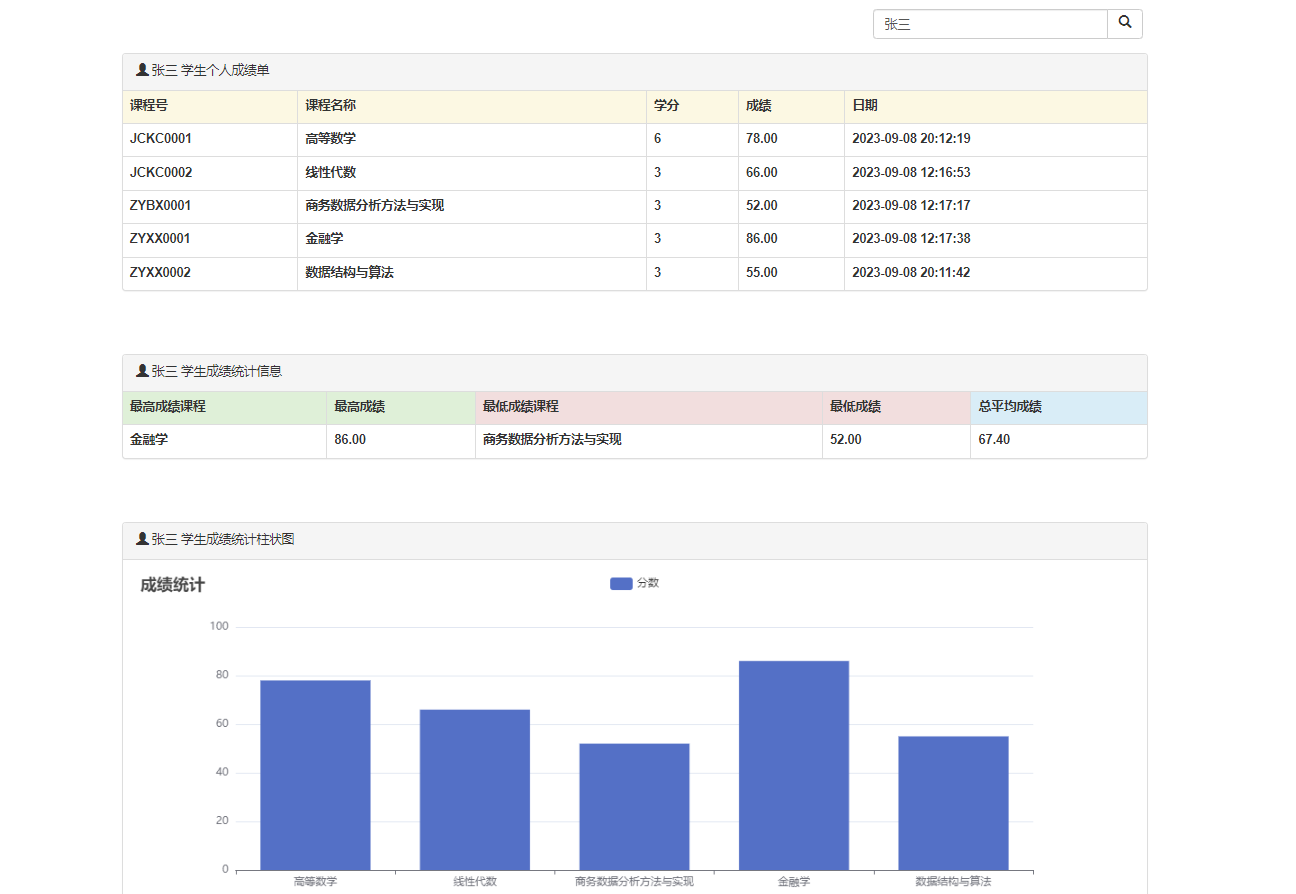 张三
张三 学生个人成绩单
课程号 课程名称 学分 成绩 日期
JCKC0001 高等数学 6 78.00 2023-09-08 20:12:19
JCKC0002 线性代数 3 66.00 2023-09-08 12:16:53
ZYBX0001 商务数据分析方法与实现 3 52.00 2023-09-08 12:17:17
ZYXX0001 金融学 3 86.00 2023-09-08 12:17:38
ZYXX0002 数据结构与算法 3 55.00 2023-09-08 20:11:42
张三 学生成绩统计信息
最高成绩课程 最高成绩 最低成绩课程 最低成绩 总平均成绩
金融学 86.00 商务数据分析方法与实现 52.00 67.40
张三 学生成绩统计柱状图
成绩统计
分数
100
80
60
40
20
0
高等数学 线性代数 商务数据分析方法与实现 金融学 数据结构与算法